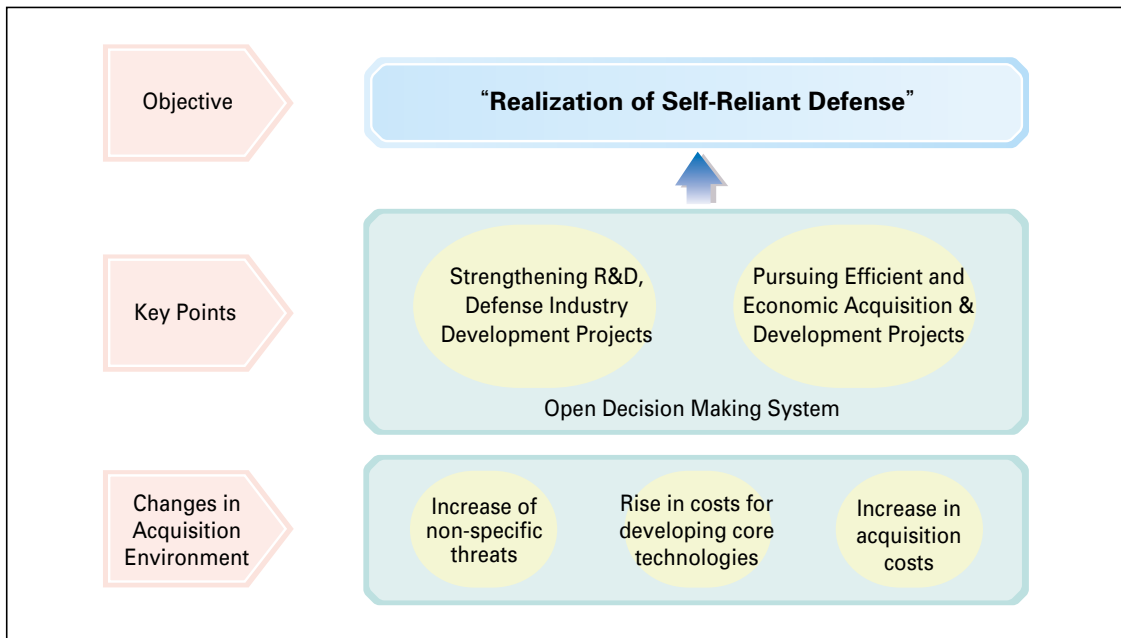 Objective
“Realization of Self-Reliant Defense”
Key Points
Strengthening R&D,
Defense Industry
Development Projects
Pursuing Efficient and
Economic Acquisition &
Development Projects
Open Decision Making System
Changes in
Acquisition
Environment
Increase of
non-specific
threats
Rise in costs for
developing core
technologies
Increase in
acquisition
costs